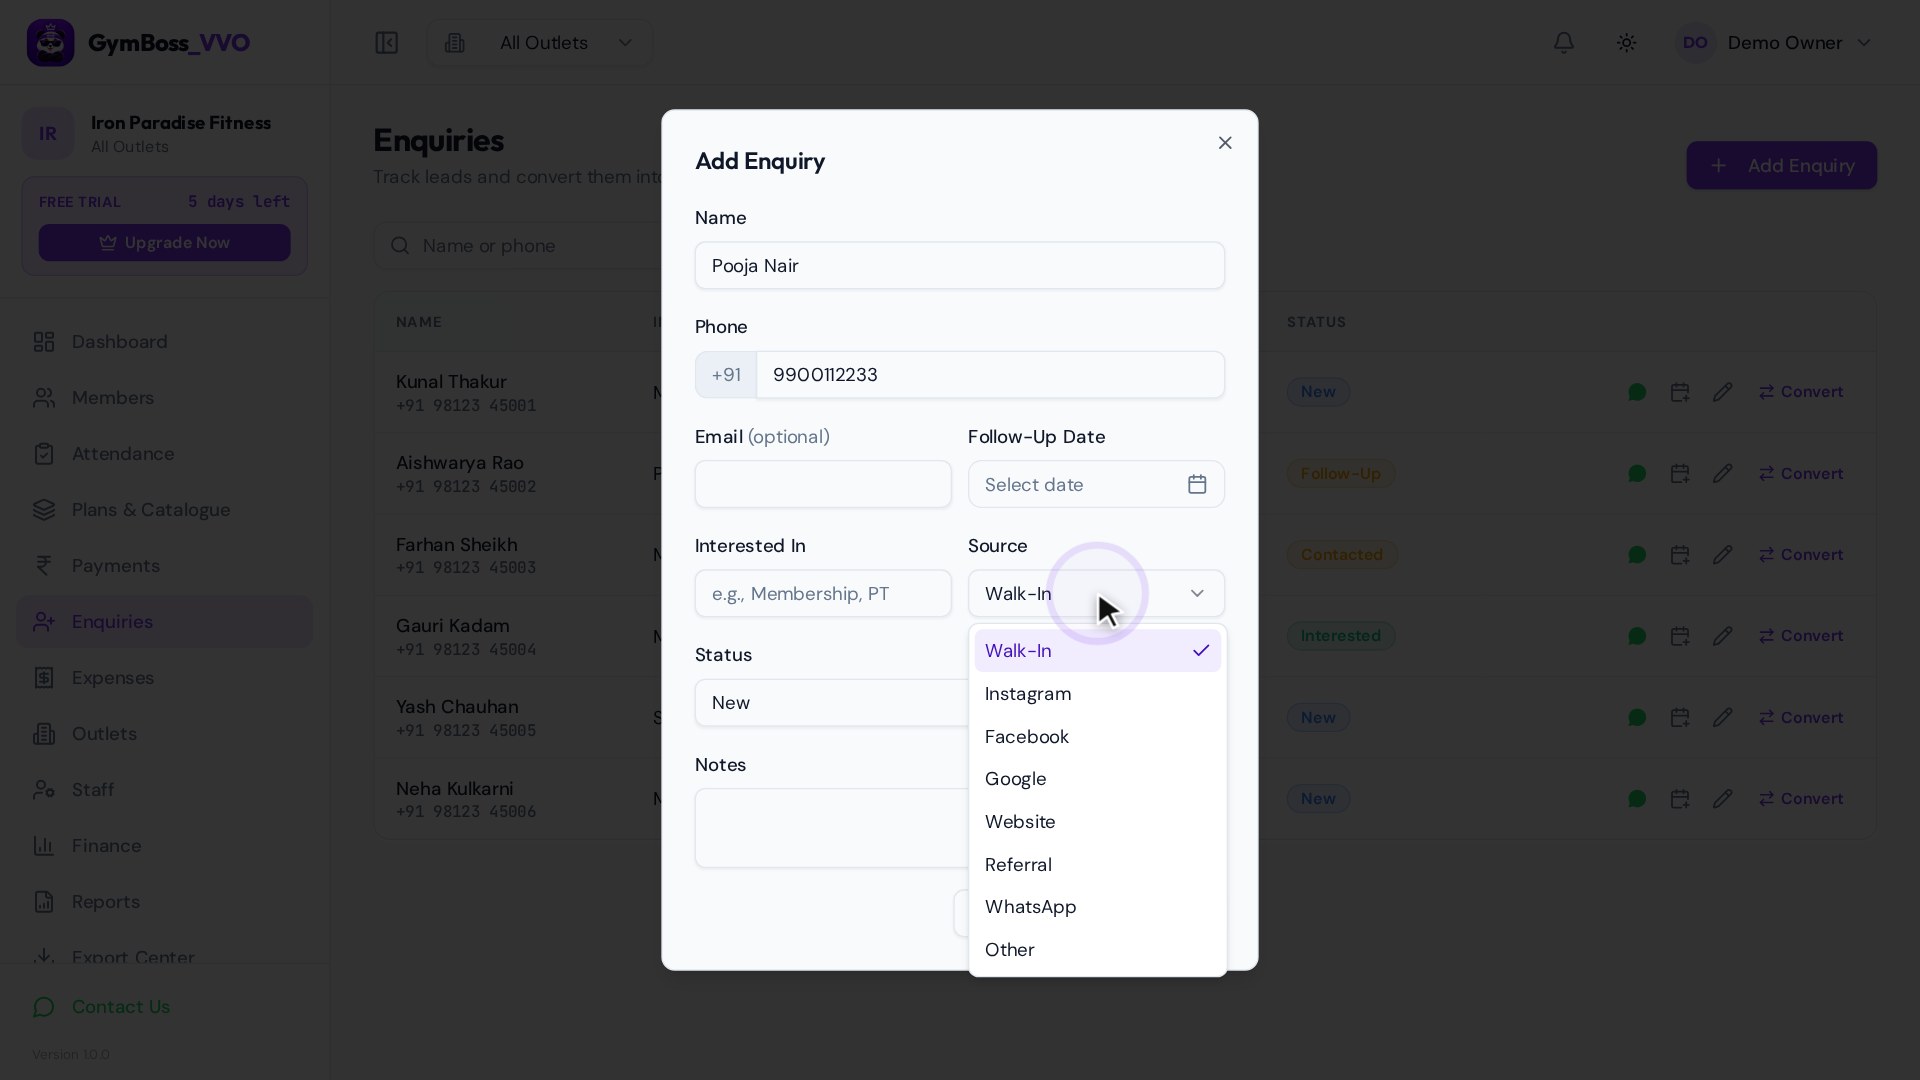 GymBoss_VVO
All Outlets
DO
Demo Owner
IR
Iron Paradise Fitness
All Outlets
FREE TRIAL
5 days left
Upgrade Now
Dashboard
Members
Attendance
Plans & Catalogue
Payments
Enquiries
Expenses
Outlets
Staff
Finance
Reports
Export Center
Contact Us
Version 1.0.0
Enquiries
Track leads and convert them
Add Enquiry
Name or phone
NAME
STATUS
Kunal Thakur
+91 98123 45001
New
Convert
Aishwarya Rao
+91 98123 45002
Follow-Up
Convert
Farhan Sheikh
+91 98123 45003
Contacted
Convert
Gauri Kadam
+91 98123 45004
Interested
Convert
Yash Chauhan
+91 98123 45005
New
Convert
Neha Kulkarni
+91 98123 45006
New
Convert
Add Enquiry
Name
Pooja Nair
Phone
+91
9900112233
Email (optional)
Follow-Up Date
Select date
Interested In
e.g., Membership, PT
Source
Walk-In
Status
New
Notes
Walk-In
Instagram
Facebook
Google
Website
Referral
WhatsApp
Other